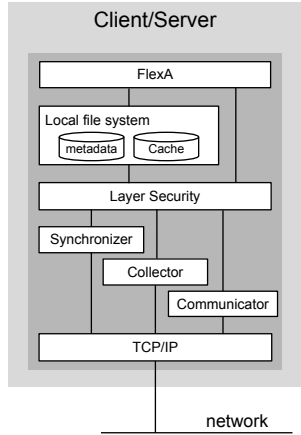 Client/Server
FlexA
Local file system
metadata
Cache
Layer Security
Synchronizer
Collector
Communicator
TCP/IP
network